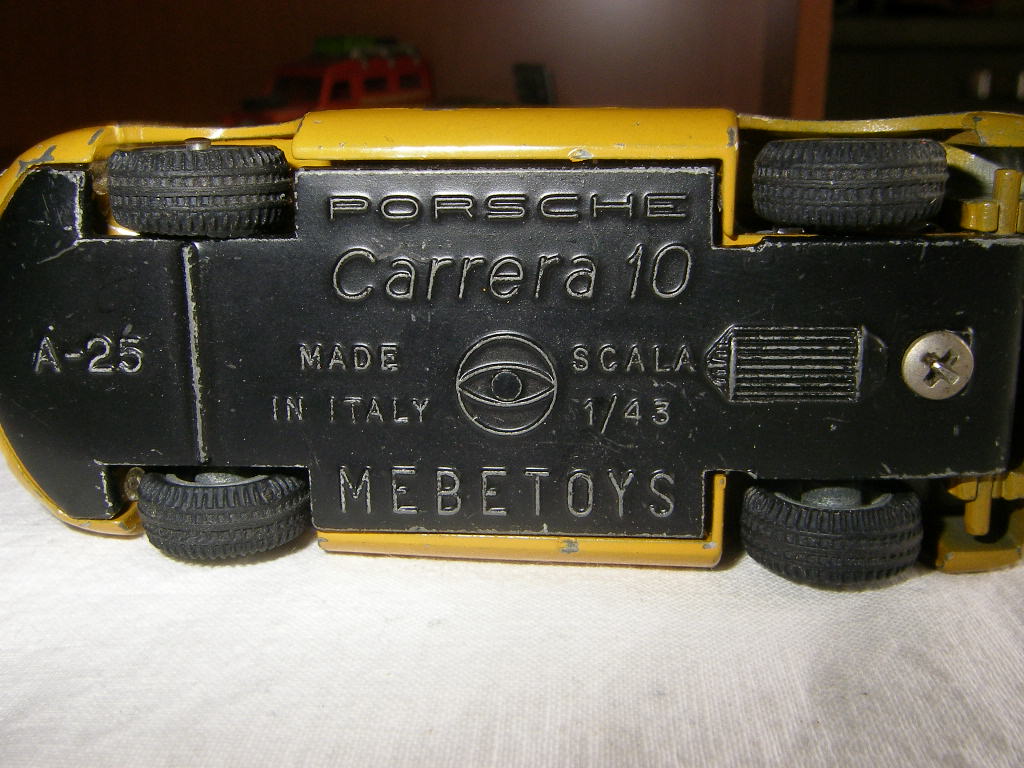 PORSCHE
Carrera 10
A-25
MADE
IN ITALY
SCALA
1/43
MEBETOYS